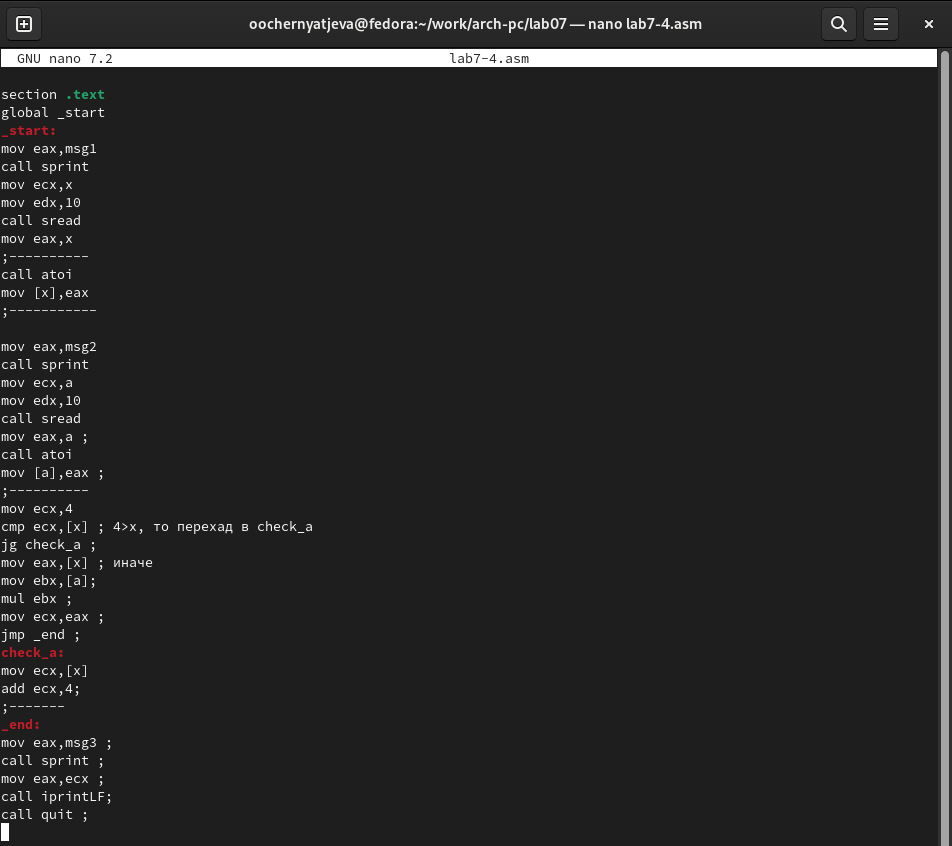 oochernyatjeva@fedora:~/work/arch-pc/lab07 — nano lab7-4.asm
GNU nano 7.2 lab7-4.asm
section .text
global _start
_start:
mov eax,msg1
call sprint
mov ecx,x
mov edx,10
call sread
mov eax,x
;----------
call atoi
mov [x],eax
;-----------
mov eax,msg2
call sprint
mov ecx,a
mov edx,10
call sread
mov eax,a ;
call atoi
mov [a],eax ;
;----------
mov ecx,4
cmp ecx,[x] ; 4>x, то перехад в check_a
jg check_a ;
mov eax,[x] ; иначе
mov ebx,[a];
mul ebx ;
mov ecx,eax ;
jmp _end ;
check_a:
mov ecx,[x]
add ecx,4;
;-------
_end:
mov eax,msg3 ;
call sprint ;
mov eax,ecx ;
call iprintLF;
call quit ;